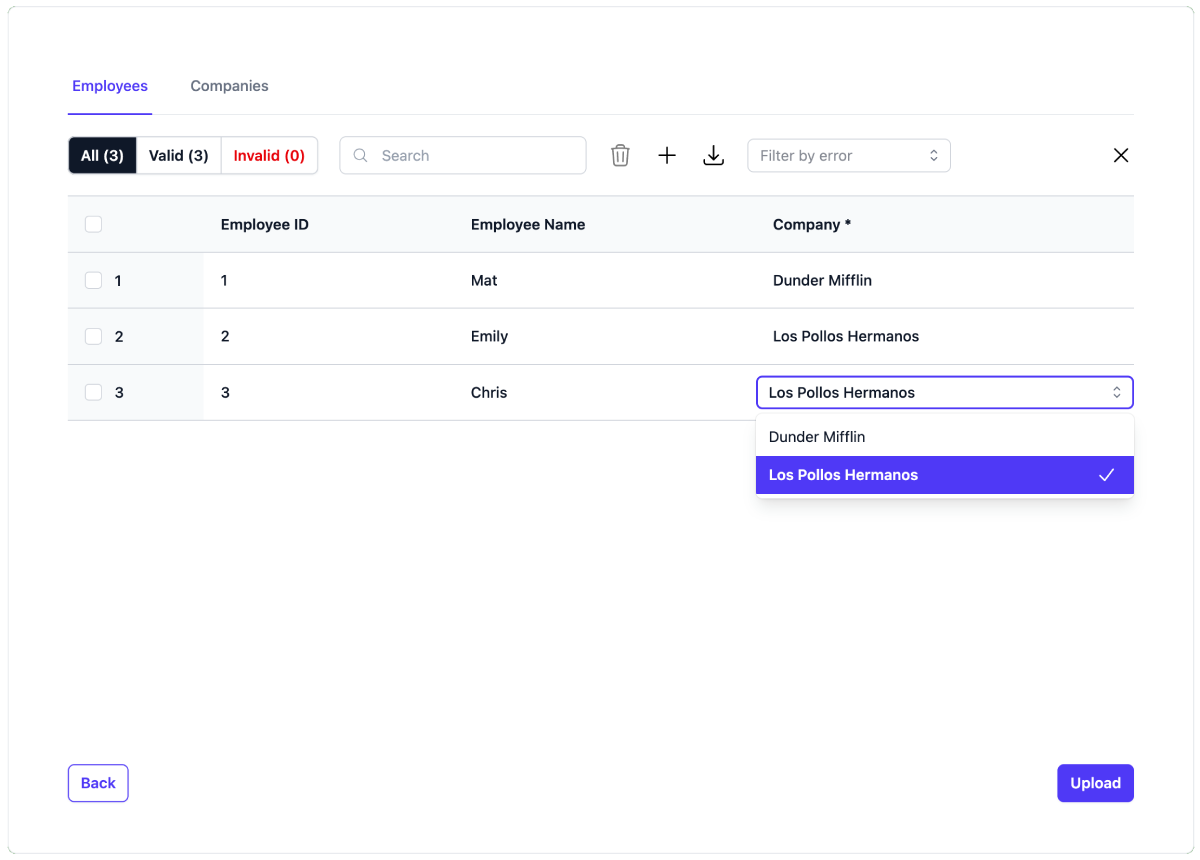 Employees Companies
All (3) Valid (3) Invalid (0) Search Filter by error
Employee ID Employee Name Company *
1 1 Mat Dunder Mifflin
2 2 Emily Los Pollos Hermanos
3 3 Chris Los Pollos Hermanos
Dunder Mifflin
Los Pollos Hermanos
Back Upload